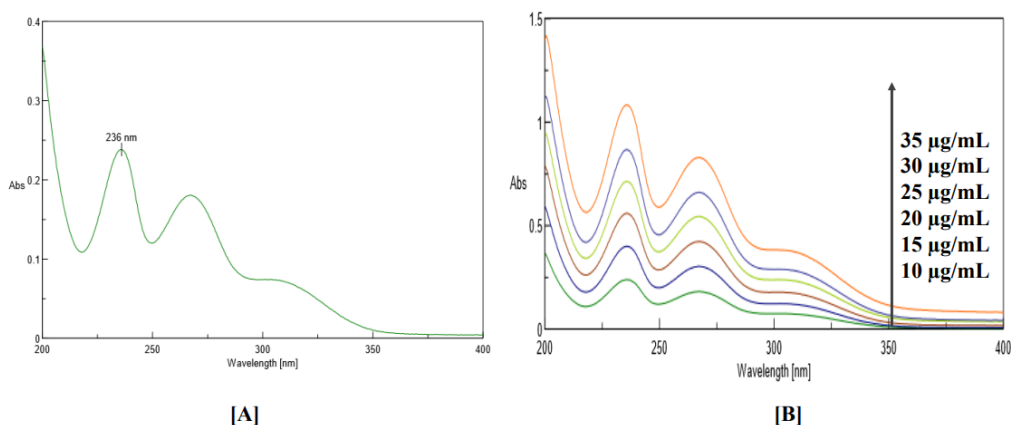 0.4
0.3
0.2
0.1
0
Abs
236 nm
200
250
300
350
400
Wavelength [nm]
[A]
1.5
1
0.5
0
Abs
35 µg/mL
30 µg/mL
25 µg/mL
20 µg/mL
15 µg/mL
10 µg/mL
200
250
300
350
400
Wavelength [nm]
[B]